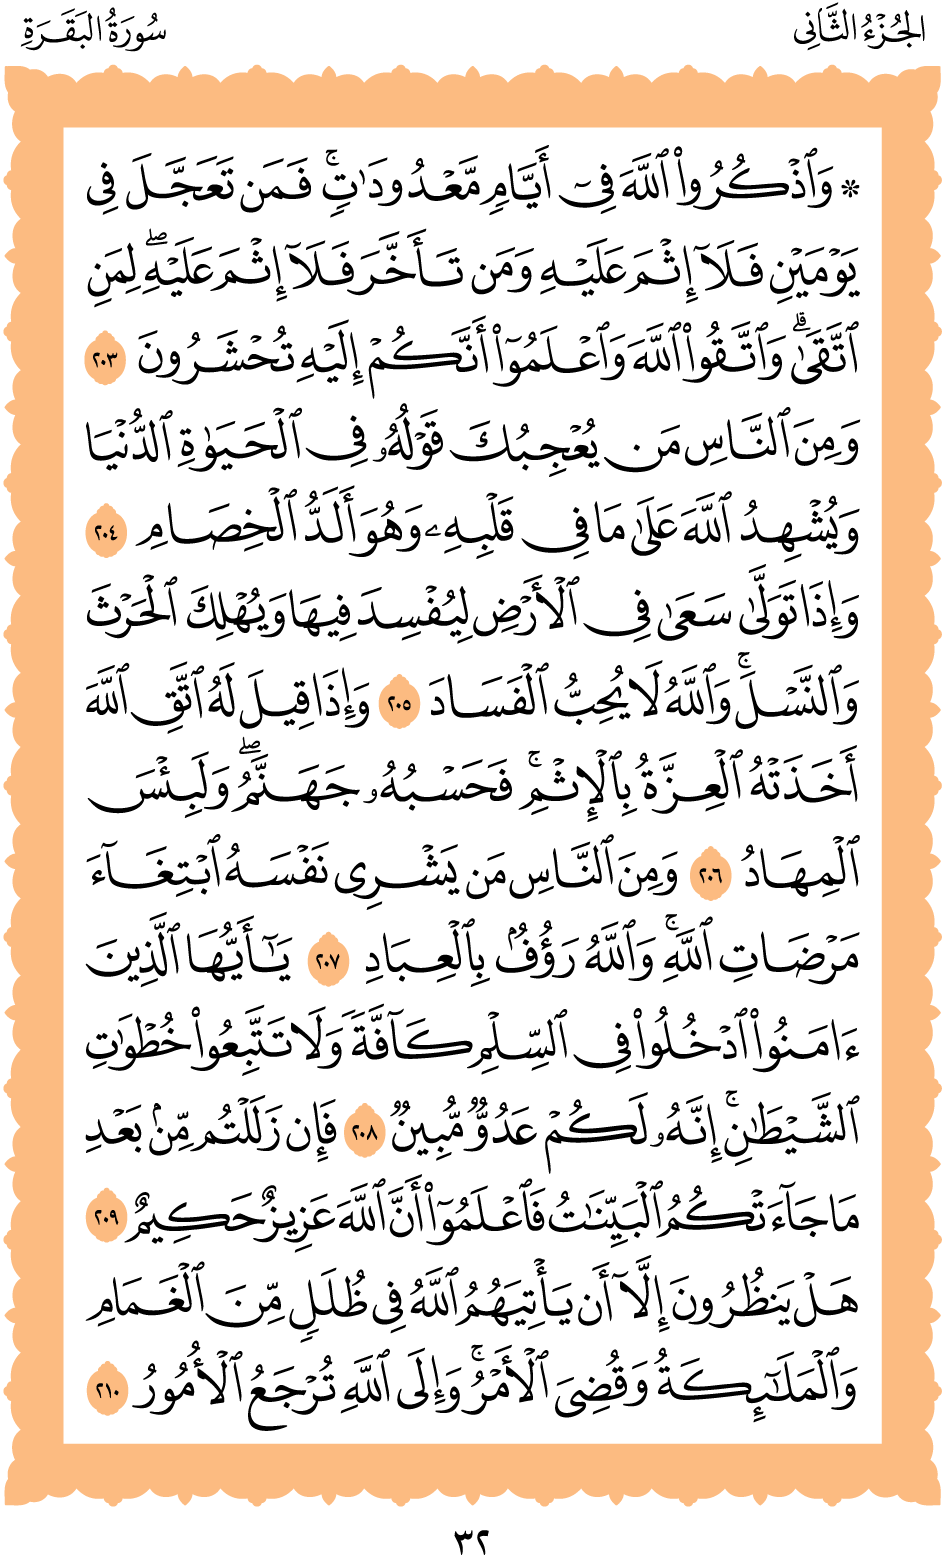 الجُزْءُ الثَّانِى
سُورَةُ البَقَرَةِ
* وَٱذۡكُرُواْ ٱللَّهَ فِىٓ أَيَّامٖ مَّعۡدُودَٰتٖۚ فَمَن تَعَجَّلَ فِى
يَوۡمَيۡنِ فَلَآ إِثۡمَ عَلَيۡهِ وَمَن تَأَخَّرَ فَلَآ إِثۡمَ عَلَيۡهِۖ لِمَنِ
ٱتَّقَىٰۗ وَٱتَّقُواْ ٱللَّهَ وَٱعۡلَمُوٓاْ أَنَّكُمۡ إِلَيۡهِ تُحۡشَرُونَ ٢٠٣
وَمِنَ ٱلنَّاسِ مَن يُعۡجِبُكَ قَوۡلُهُۥ فِى ٱلۡحَيَوٰةِ ٱلدُّنۡيَا
وَيُشۡهِدُ ٱللَّهَ عَلَىٰ مَا فِى قَلۡبِهِۦ وَهُوَ أَلَدُّ ٱلۡخِصَامِ ٢٠٤
وَإِذَا تَوَلَّىٰ سَعَىٰ فِى ٱلۡأَرۡضِ لِيُفۡسِدَ فِيهَا وَيُهۡلِكَ ٱلۡحَرۡثَ
وَٱلنَّسۡلَۚ وَٱللَّهُ لَا يُحِبُّ ٱلۡفَسَادَ ٢٠٥ وَإِذَا قِيلَ لَهُ ٱتَّقِ ٱللَّهَ
أَخَذَتۡهُ ٱلۡعِزَّةُ بِٱلۡإِثۡمِۚ فَحَسۡبُهُۥ جَهَنَّمُۖ وَلَبِئۡسَ
ٱلۡمِهَادُ ٢٠٦ وَمِنَ ٱلنَّاسِ مَن يَشۡرِى نَفۡسَهُ ٱبۡتِغَآءَ
مَرۡضَاتِ ٱللَّهِۚ وَٱللَّهُ رَءُوفُۢ بِٱلۡعِبَادِ ٢٠٧ يَٰٓأَيُّهَا ٱلَّذِينَ
ءَامَنُواْ ٱدۡخُلُواْ فِى ٱلسِّلۡمِ كَآفَّةٗ وَلَا تَتَّبِعُواْ خُطُوَٰتِ
ٱلشَّيۡطَٰنِۚ إِنَّهُۥ لَكُمۡ عَدُوّٞ مُّبِينٞ ٢٠٨ فَإِن زَلَلۡتُم مِّنۢ بَعۡدِ
مَا جَآءَتۡكُمُ ٱلۡبَيِّنَٰتُ فَٱعۡلَمُوٓاْ أَنَّ ٱللَّهَ عَزِيزٌ حَكِيمٌ ٢٠٩
هَلۡ يَنظُرُونَ إِلَّآ أَن يَأۡتِيَهُمُ ٱللَّهُ فِى ظُلَلٖ مِّنَ ٱلۡغَمَامِ
وَٱلۡمَلَٰٓئِكَةُ وَقُضِىَ ٱلۡأَمۡرُۚ وَإِلَى ٱللَّهِ تُرۡجَعُ ٱلۡأُمُورُ ٢١٠
٣٢